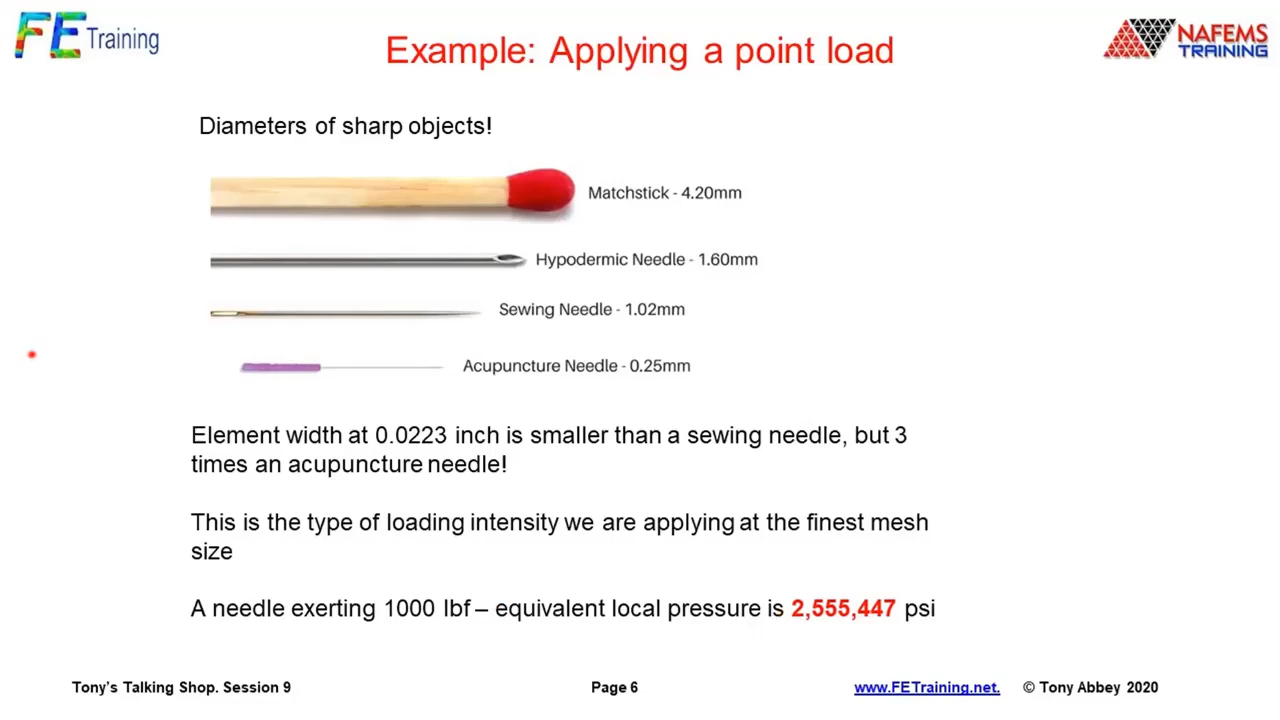 FE Training
Example: Applying a point load
NAFEMS
TRAINING
Diameters of sharp objects!
Matchstick - 4.20mm
Hypodermic Needle - 1.60mm
Sewing Needle - 1.02mm
Acupuncture Needle - 0.25mm
Element width at 0.0223 inch is smaller than a sewing needle, but 3
times an acupuncture needle!
This is the type of loading intensity we are applying at the finest mesh
size
A needle exerting 1000 lbf – equivalent local pressure is 2,555,447 psi
Tony's Talking Shop. Session 9
Page 6
www.FETraining.net.
© Tony Abbey 2020